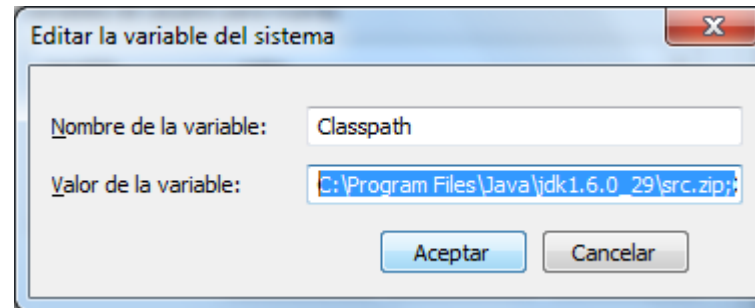 Editar la variable del sistema
Nombre de la variable: Classpath
Valor de la variable: C:\Program Files\Java\jdk1.6.0_29\src.zip;
Aceptar Cancelar